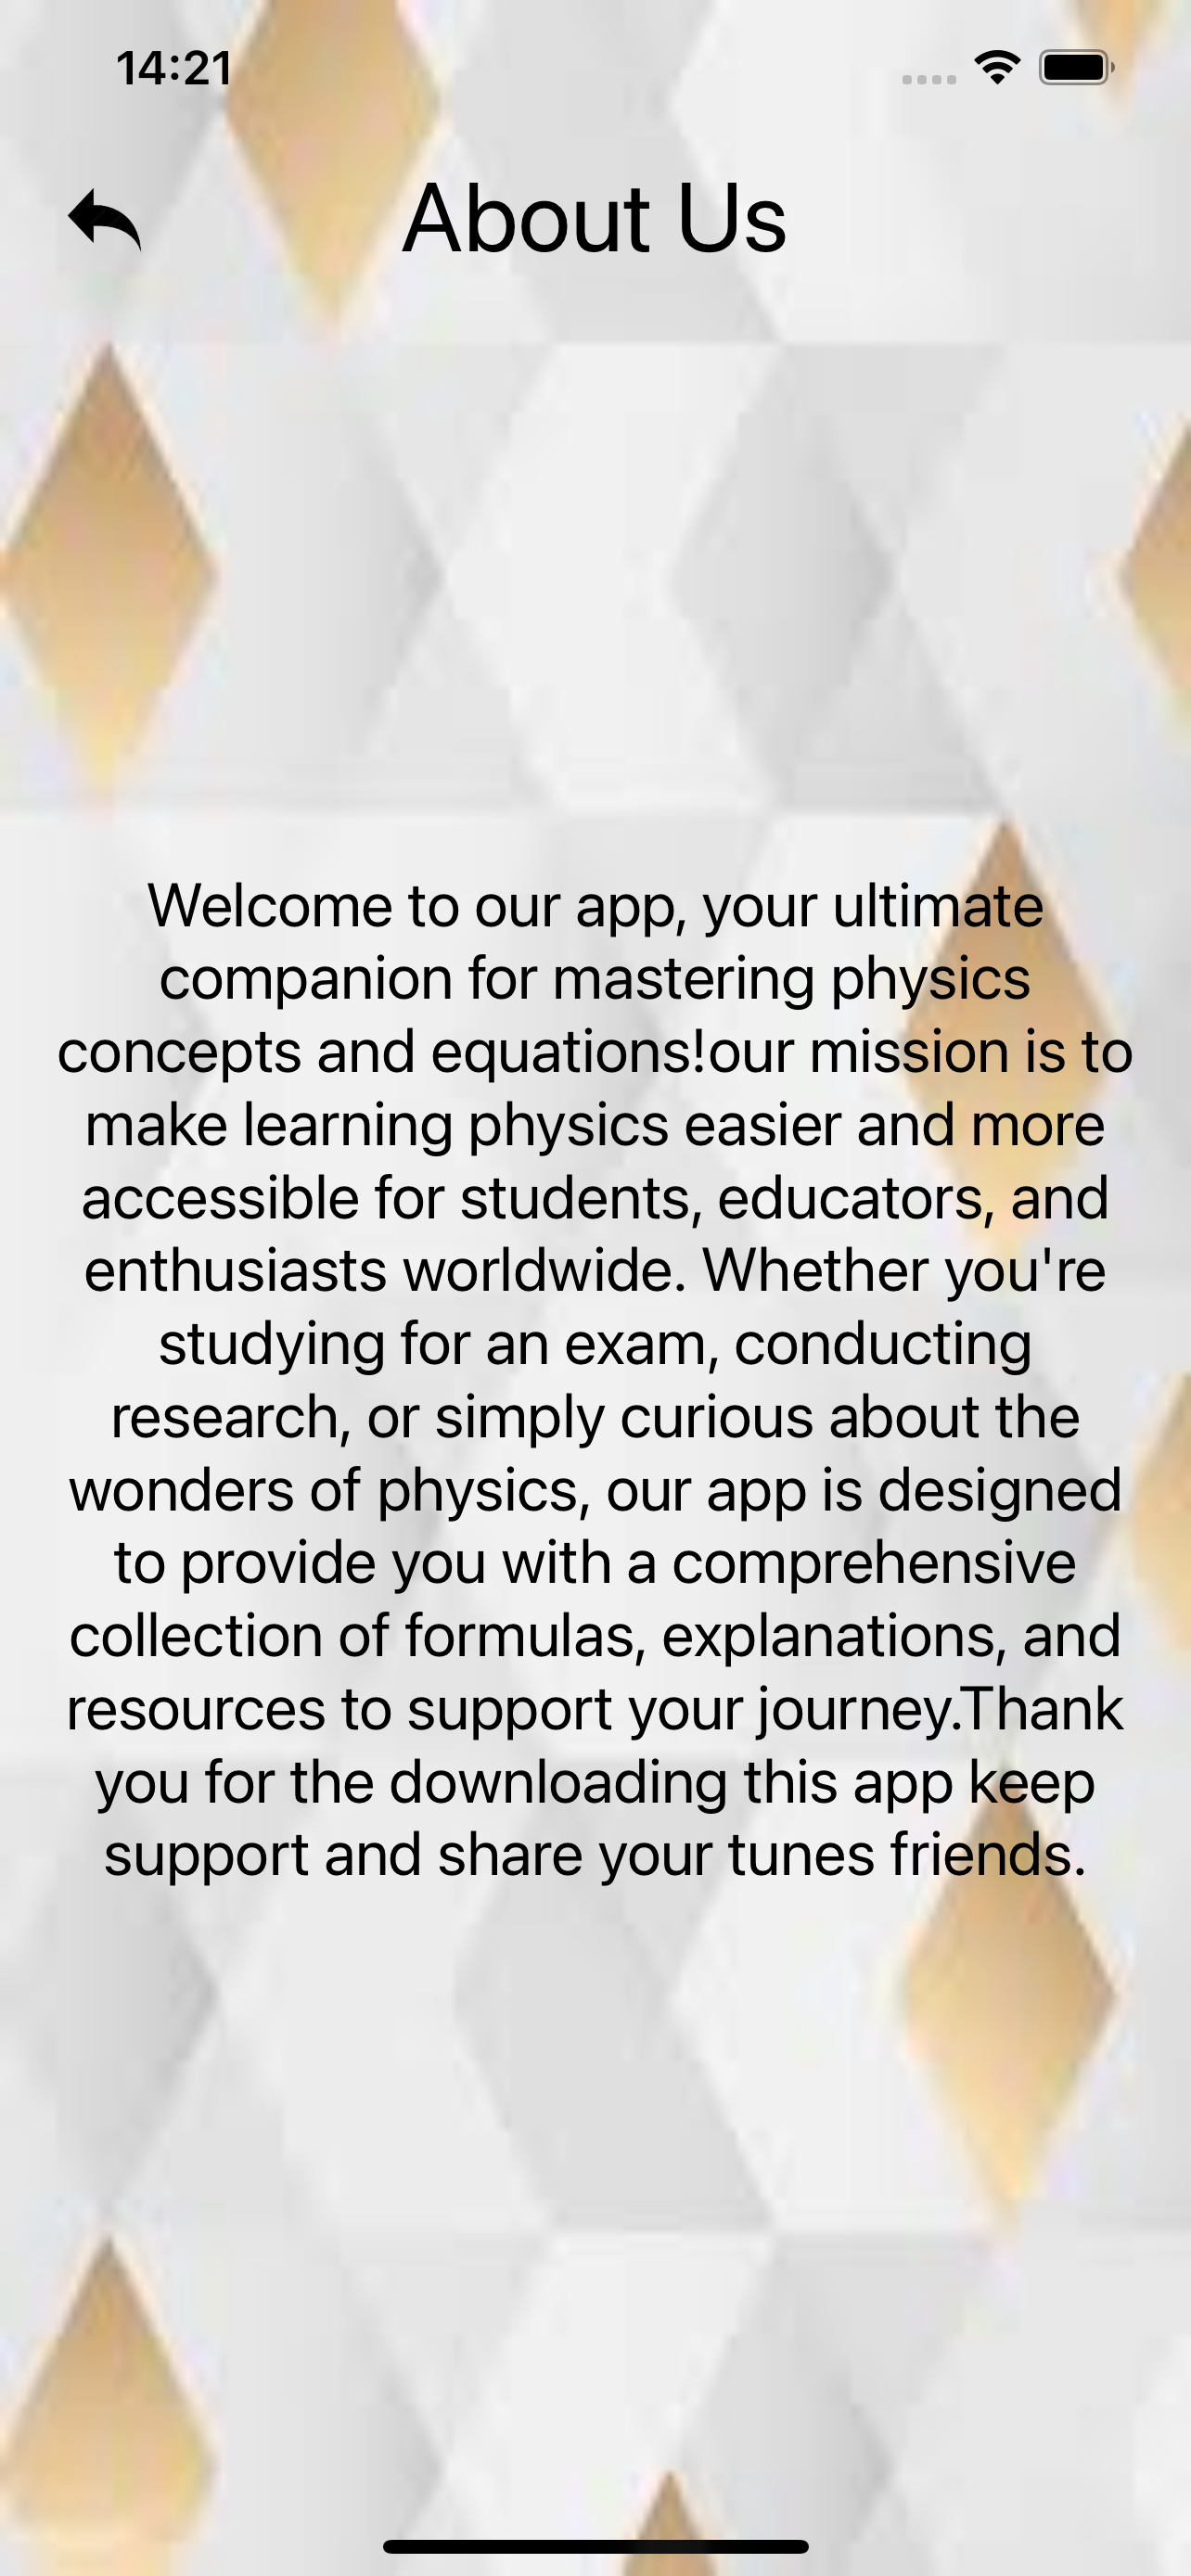 14:21
About Us
Welcome to our app, your ultimate
companion for mastering physics
concepts and equations!our mission is to
make learning physics easier and more
accessible for students, educators, and
enthusiasts worldwide. Whether you're
studying for an exam, conducting
research, or simply curious about the
wonders of physics, our app is designed
to provide you with a comprehensive
collection of formulas, explanations, and
resources to support your journey.Thank
you for the downloading this app keep
support and share your tunes friends.